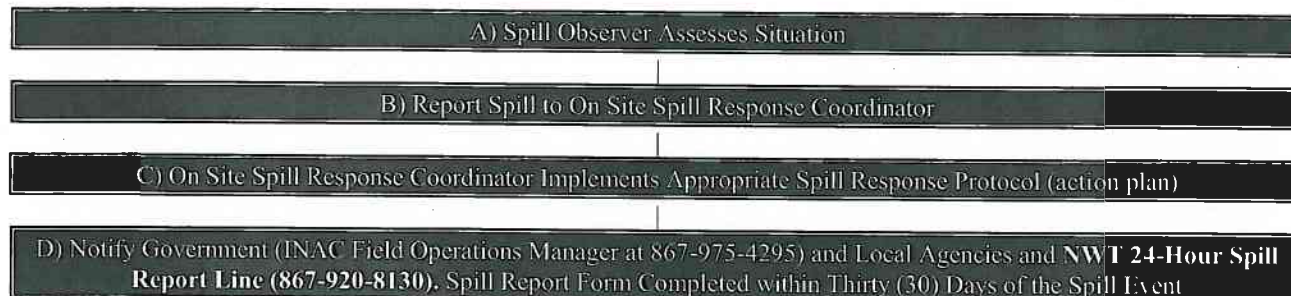 A) Spill Observer Assesses Situation
B) Report Spill to On Site Spill Response Coordinator
C) On Site Spill Response Coordinator Implements Appropriate Spill Response Protocol (action plan)
D) Notify Government (INAC Field Operations Manager at 867-975-4295) and Local Agencies and NWT 24-Hour Spill
Report Line (867-920-8130). Spill Report Form Completed within Thirty (30) Days of the Spill Event